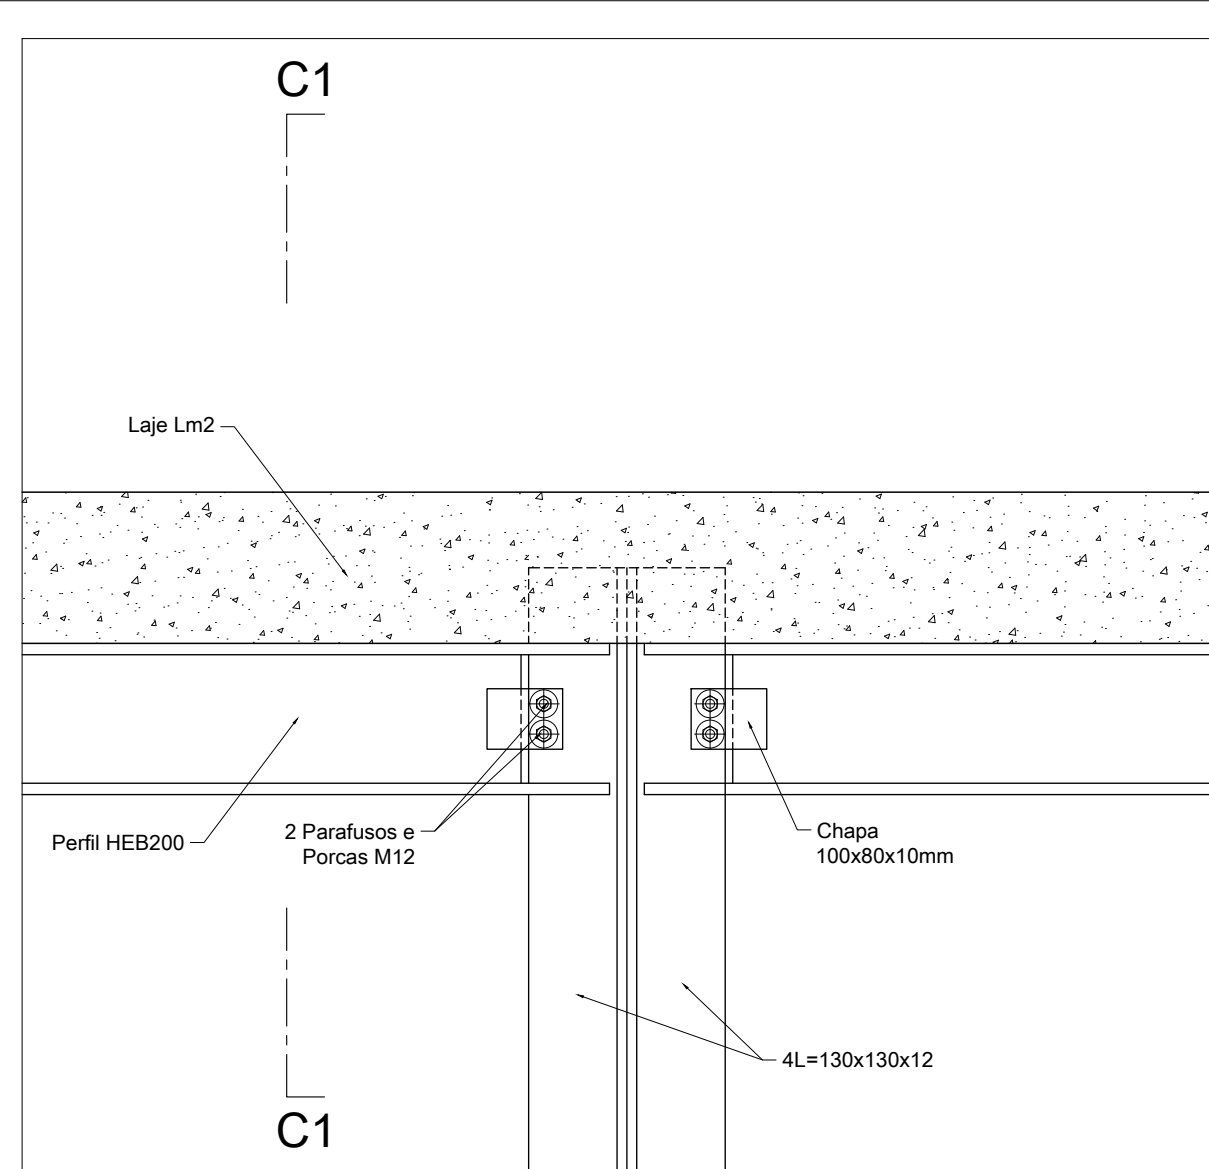 C1
Laje Lm2
Perfil HEB200
2 Parafusos e
Porcas M12
Chapa
100x80x10mm
4L=130x130x12
C1